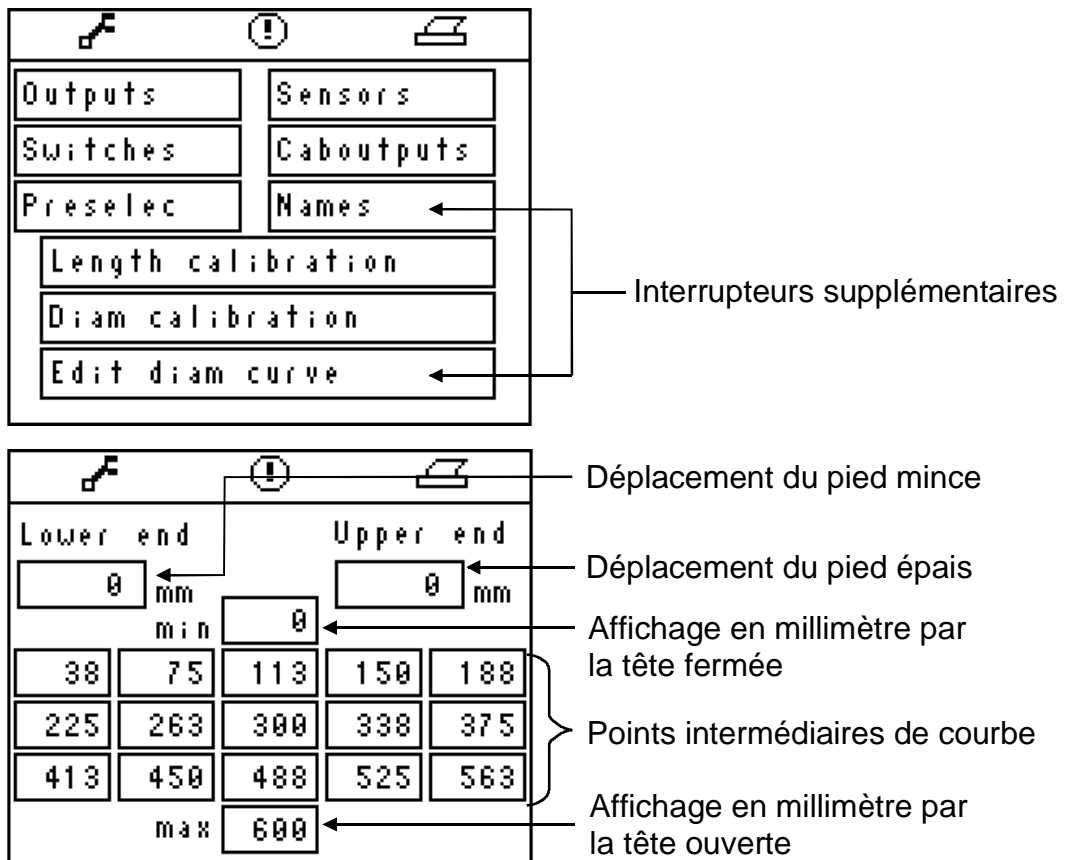 Outputs Sensors
Switches Caboutputs
Preselec Names
Length calibration
Interrupteurs supplémentaires
Diam calibration
Edit diam curve
Déplacement du pied mince
Lower end Upper end
0 mm 0 mm
Déplacement du pied épais
min 0
Affichage en millimètre par
la tête fermée
38 75 113 150 188
225 263 300 338 375
Points intermédiaires de courbe
413 450 488 525 563
max 600
Affichage en millimètre par
la tête ouverte